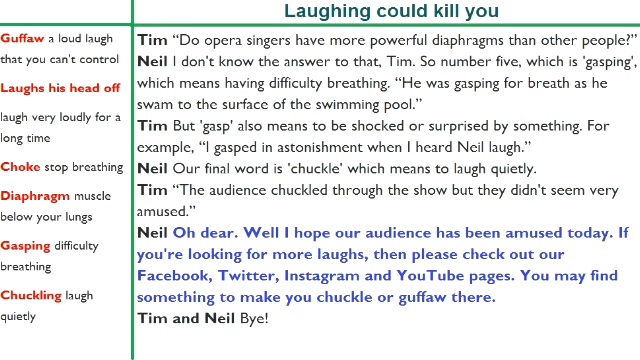 Laughing could kill you
Guffaw a loud laugh
that you can't control
Laughs his head off
laugh very loudly for a
long time
Choke stop breathing
Diaphragm muscle
below your lungs
Gasping difficulty
breathing
Chuckling laugh
quietly
Tim “Do opera singers have more powerful diaphragms than other people?”
Neil I don't know the answer to that, Tim. So number five, which is 'gasping',
which means having difficulty breathing. “He was gasping for breath as he
swam to the surface of the swimming pool.”
Tim But 'gasp' also means to be shocked or surprised by something. For
example, “I gasped in astonishment when I heard Neil laugh.”
Neil Our final word is 'chuckle' which means to laugh quietly.
Tim “The audience chuckled through the show but they didn't seem very
amused.”
Neil Oh dear. Well I hope our audience has been amused today. If
you're looking for more laughs, then please check out our
Facebook, Twitter, Instagram and YouTube pages. You may find
something to make you chuckle or guffaw there.
Tim and Neil Bye!